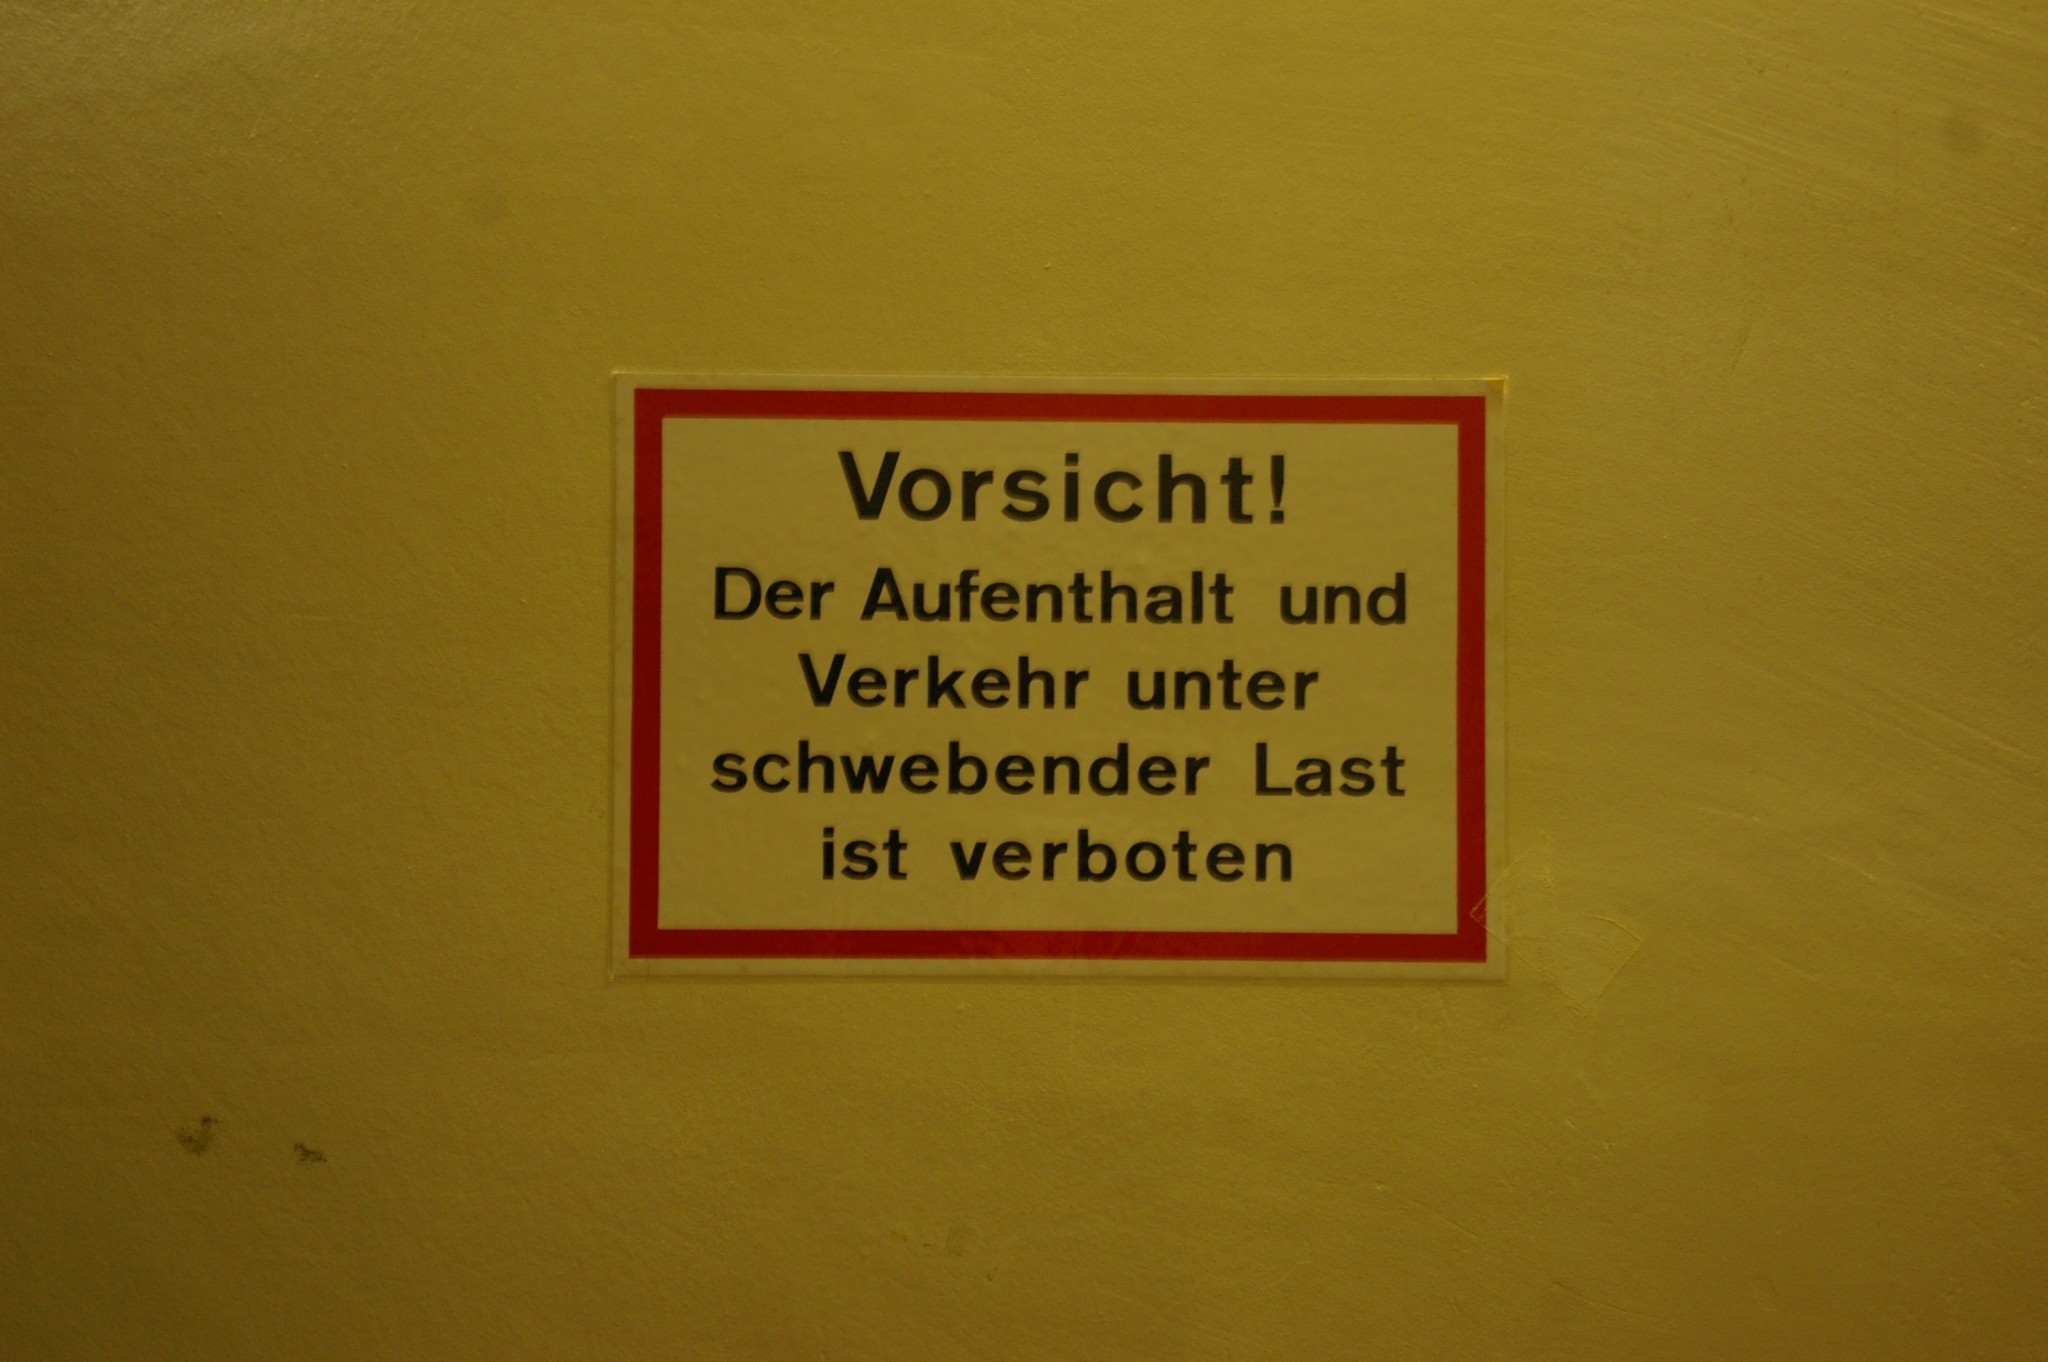 Vorsicht!
Der Aufenthalt und
Verkehr unter
schwebender Last
ist verboten